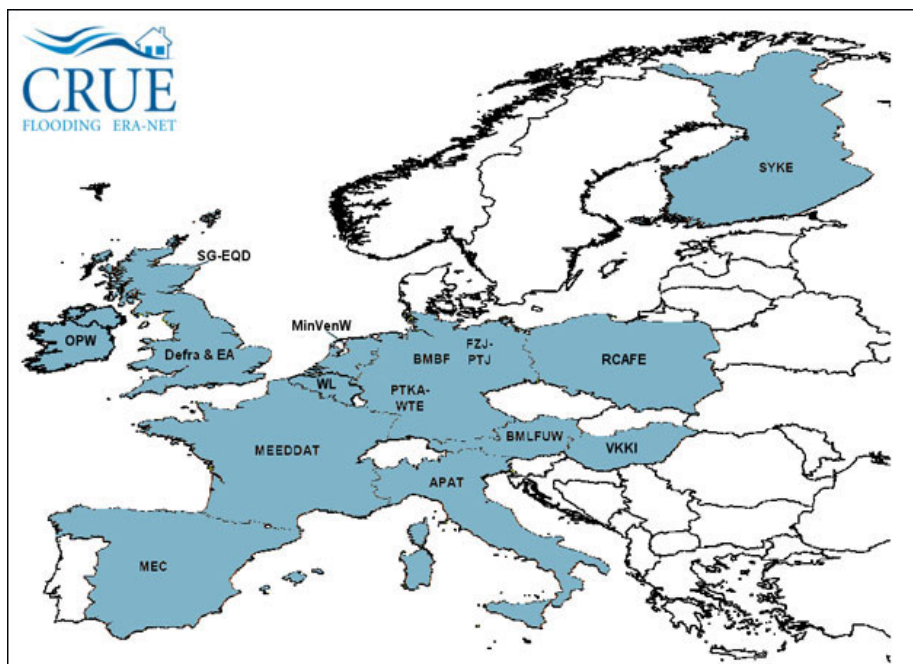 CRUE
FLOODING ERA-NET
SYKE
SG-EQD
OPW
MinVenW
Defra & EA
BMBF
FZJ-
PTJ
RCAFE
WL
PTKA-
WTE
MEEDDAT
BMLFUW
VKKI
APAT
MEC